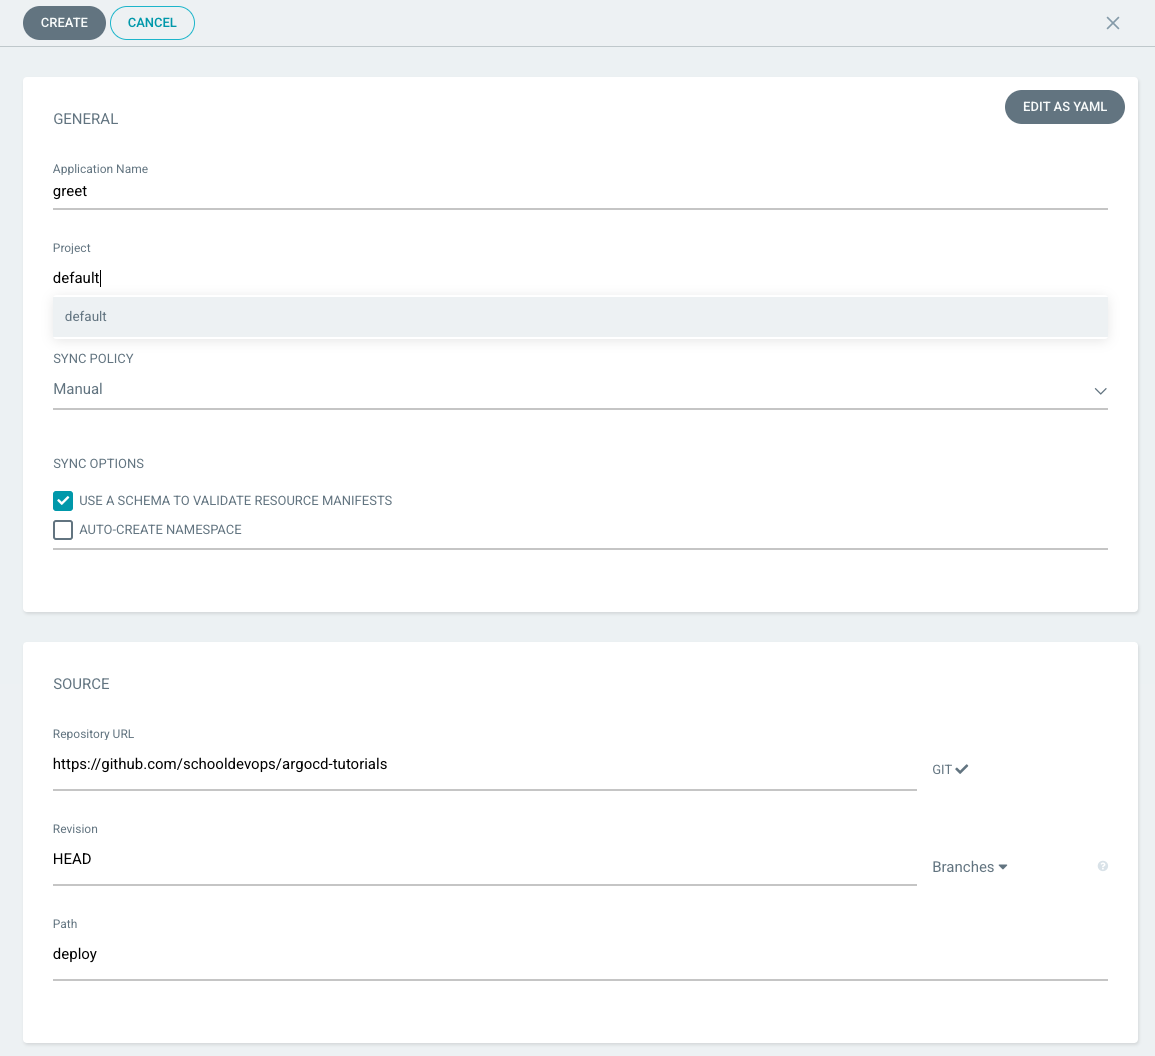 CREATE CANCEL
GENERAL
EDIT AS YAML
Application Name
greet
Project
default
default
SYNC POLICY
Manual
SYNC OPTIONS
USE A SCHEMA TO VALIDATE RESOURCE MANIFESTS
AUTO-CREATE NAMESPACE
SOURCE
Repository URL
https://github.com/schooldevops/argocd-tutorials
GIT
Revision
HEAD
Branches
?
Path
deploy